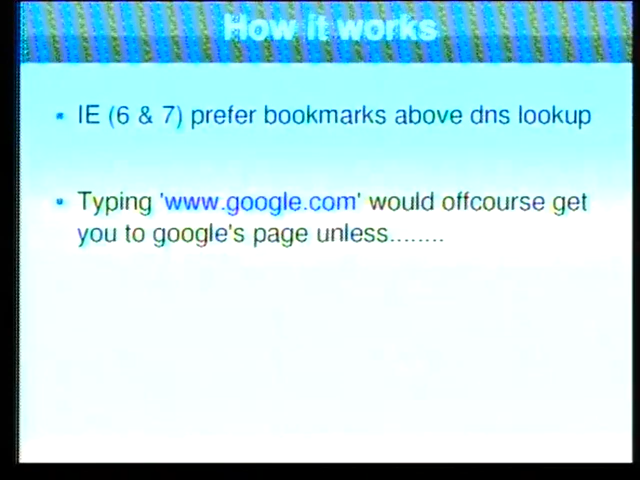 How it works
IE (6 & 7) prefer bookmarks above dns lookup
Typing 'www.google.com' would offcourse get
you to google's page unless........